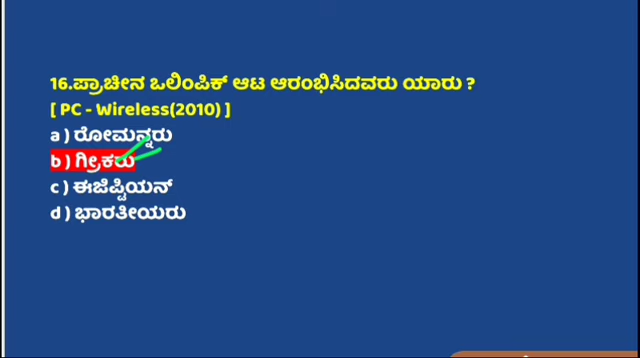 16.ಪ್ರಾಚೀನ ಒಲಿಂಪಿಕ್ ಆಟ ಆರಂಭಿಸಿದವರು ಯಾರು ?
[ PC - Wireless(2010) ]
a ) ರೋಮನ್ನರು
b ) ಗ್ರೀಕರು
c ) ಈಜಿಪ್ಟಿಯನ್
d ) ಭಾರತೀಯರು